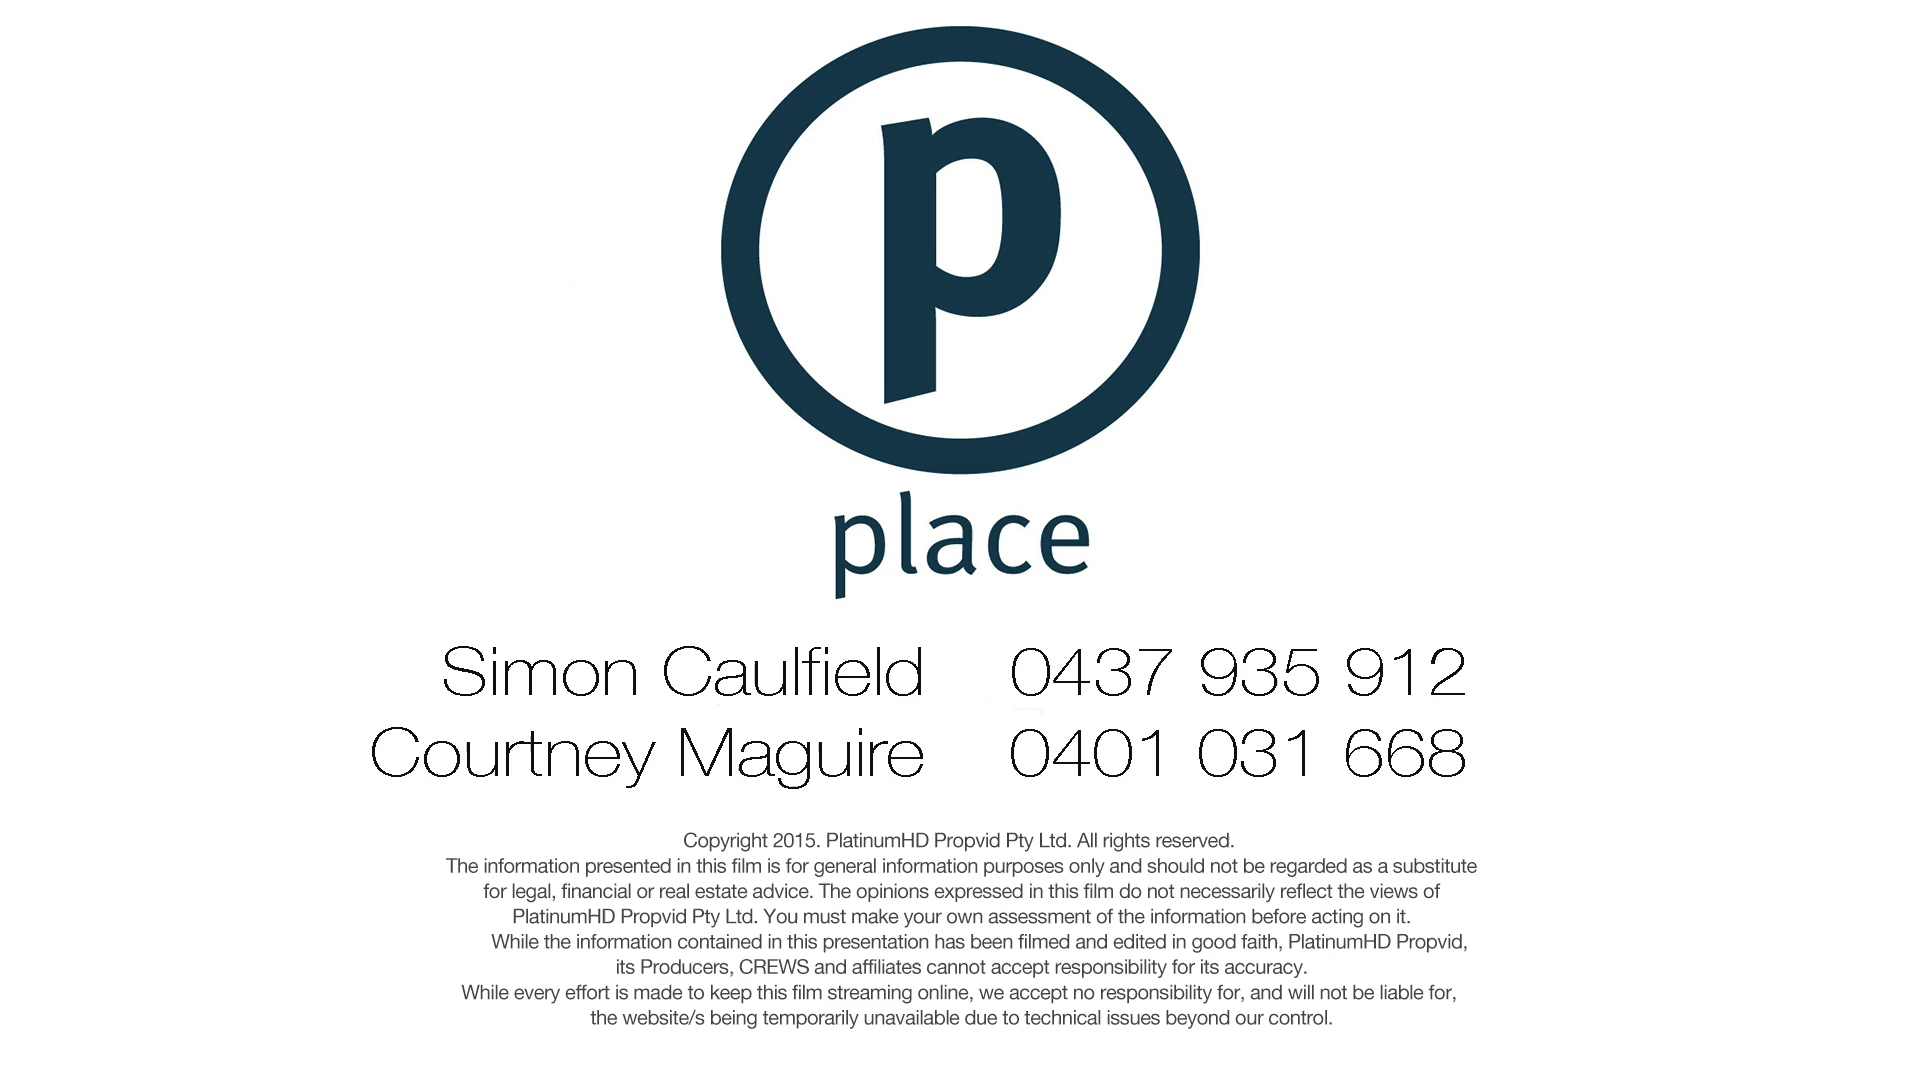 p
place
Simon Caulfield 0437 935 912
Courtney Maguire 0401 031 668
Copyright 2015. PlatinumHD Propvid Pty Ltd. All rights reserved.
The information presented in this film is for general information purposes only and should not be regarded as a substitute
for legal, financial or real estate advice. The opinions expressed in this film do not necessarily reflect the views of
PlatinumHD Propvid Pty Ltd. You must make your own assessment of the information before acting on it.
While the information contained in this presentation has been filmed and edited in good faith, PlatinumHD Propvid,
its Producers, CREWS and affiliates cannot accept responsibility for its accuracy.
While every effort is made to keep this film streaming online, we accept no responsibility for, and will not be liable for,
the website/s being temporarily unavailable due to technical issues beyond our control.